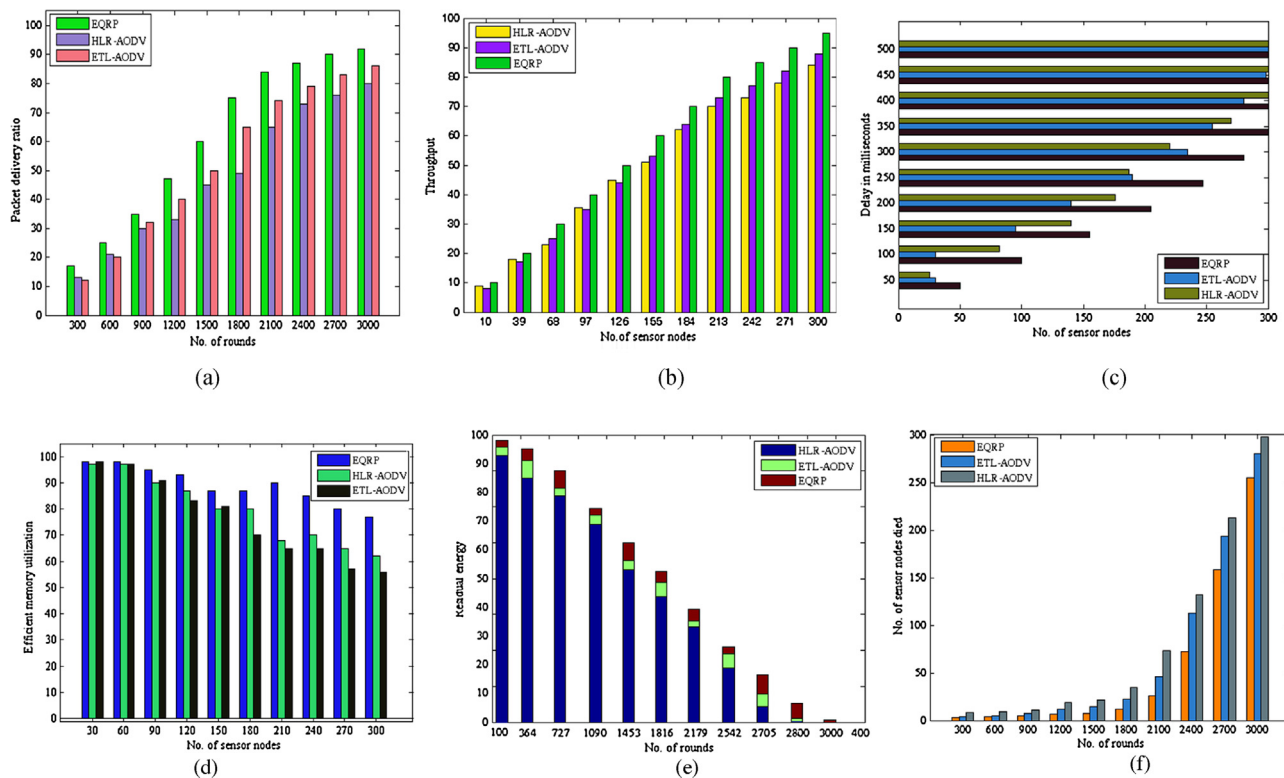 100
90
80
70
60
50
40
30
20
10
0
Packet delivery ratio
EQRP
HLR-AODV
ETL-AODV
300 600 900 1200 1500 1800 2100 2400 2700 3000
No. of rounds
(a)
100
90
80
70
60
50
40
30
20
10
0
Throughput
HLR-AODV
ETL-AODV
EQRP
10 39 68 97 126 155 184 213 242 271 300
No. of sensor nodes
(b)
500
450
400
350
300
250
200
150
100
50
Delay in milliseconds
EQRP
ETL-AODV
HLR-AODV
0 50 100 150 200 250 300
No. of sensor nodes
(c)
100
90
80
70
60
50
40
30
20
10
0
Efficient memory utilization
EQRP
HLR-AODV
ETL-AODV
30 60 90 120 150 180 210 240 270 300
No. of sensor nodes
(d)
100
90
80
70
60
50
40
30
20
10
0
energy
HLR-AODV
ETL-AODV
EQRP
100 364 727 1090 1453 1816 2179 2542 2705 2800 3000 400
No. of rounds
(e)
300
250
200
150
100
50
0
No. of sensor nodes died
EQRP
ETL-AODV
HLR-AODV
300 600 900 1200 1500 1800 2100 2400 2700 3000
No. of rounds
(f)